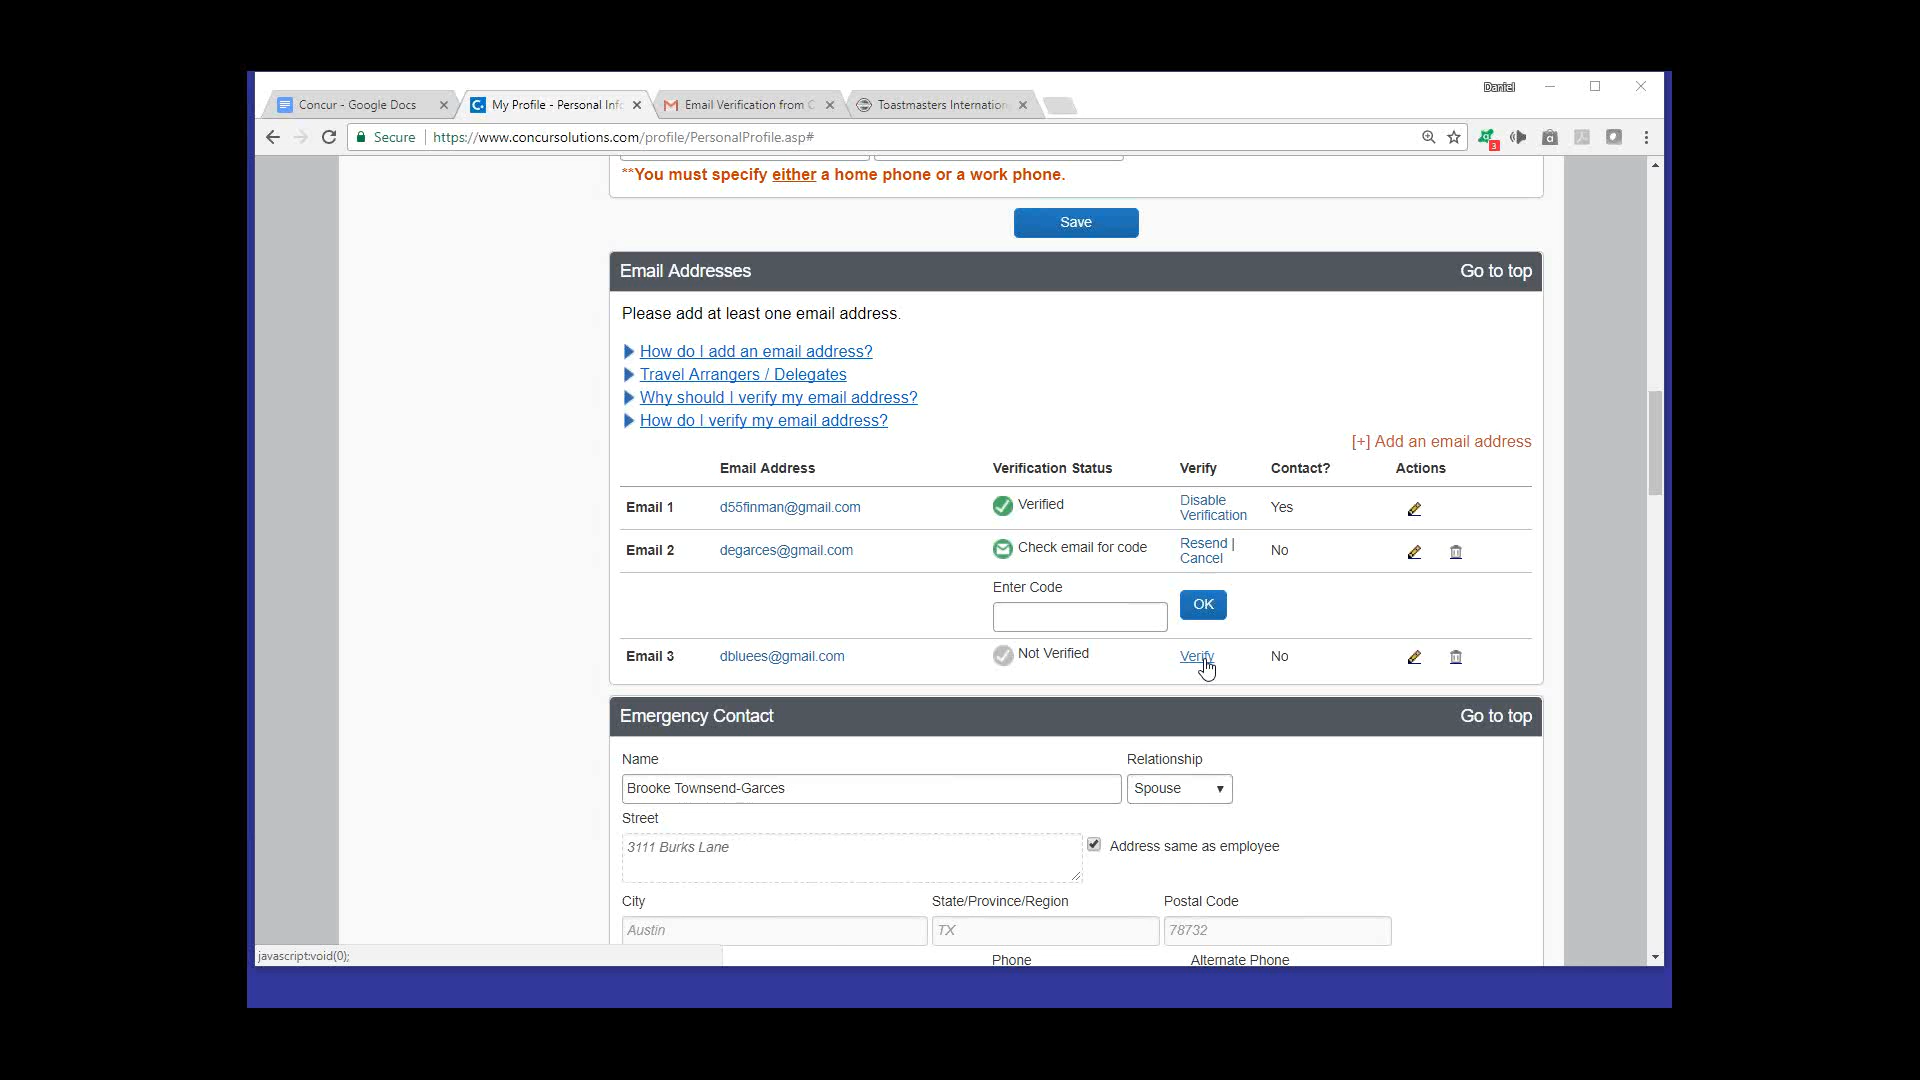 Daniel
Concur - Google Docs
My Profile - Personal Info
Email Verification from C
Toastmasters Internation
Secure https://www.concursolutions.com/profile/PersonalProfile.asp#
3
**You must specify either a home phone or a work phone.
Save
Email Addresses Go to top
Please add at least one email address.
How do I add an email address?
Travel Arrangers / Delegates
Why should I verify my email address?
How do I verify my email address?
[+] Add an email address
Email Address Verification Status Verify Contact? Actions
Email 1 d55finman@gmail.com Verified Disable Verification Yes
Email 2 degarces@gmail.com Check email for code Resend | Cancel No
Enter Code
OK
Email 3 dbluees@gmail.com Not Verified Verify No
Emergency Contact Go to top
Name Relationship
Brooke Townsend-Garces Spouse
Street
3111 Burks Lane
Address same as employee
City State/Province/Region Postal Code
Austin TX 78732
javascript:void(0);
Phone Alternate Phone